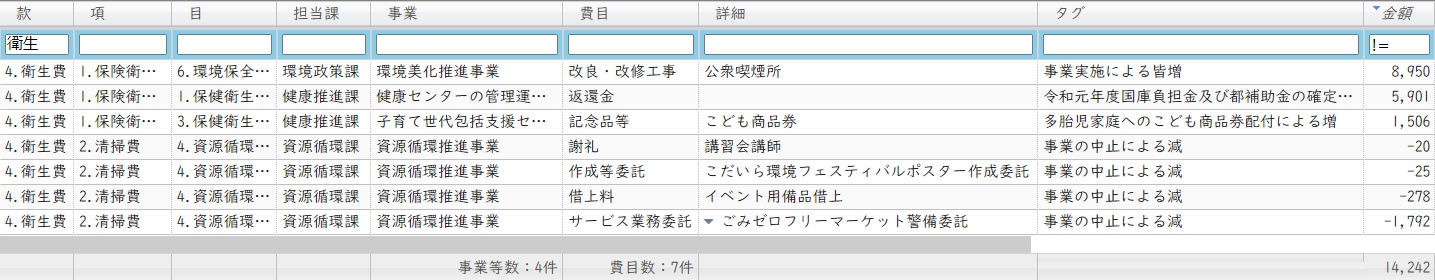 款 項 目 担当課 事業 費目 詳細 タグ 金額
衛生 !=
4.衛生費 1.保険衛… 6.環境保全… 環境政策課 環境美化推進事業 改良・改修工事 公衆喫煙所 事業実施による皆増 8,950
4.衛生費 1.保険衛… 1.保健衛生… 健康推進課 健康センターの管理運… 返還金 令和元年度国庫負担金及び都補助金の確定… 5,901
4.衛生費 1.保険衛… 3.保健衛生… 健康推進課 子育て世代包括支援セ… 記念品等 こども商品券 多胎児家庭へのこども商品券配付による増 1,506
4.衛生費 2.清掃費 4.資源循環… 資源循環課 資源循環推進事業 謝礼 講習会講師 事業の中止による減 -20
4.衛生費 2.清掃費 4.資源循環… 資源循環課 資源循環推進事業 作成等委託 こだいら環境フェスティバルポスター作成委託 事業の中止による減 -25
4.衛生費 2.清掃費 4.資源循環… 資源循環課 資源循環推進事業 借上料 イベント用備品借上 事業の中止による減 -278
4.衛生費 2.清掃費 4.資源循環… 資源循環課 資源循環推進事業 サービス業務委託 ごみゼロフリーマーケット警備委託 事業の中止による減 -1,792
事業等数：4件 費目数：7件 14,242